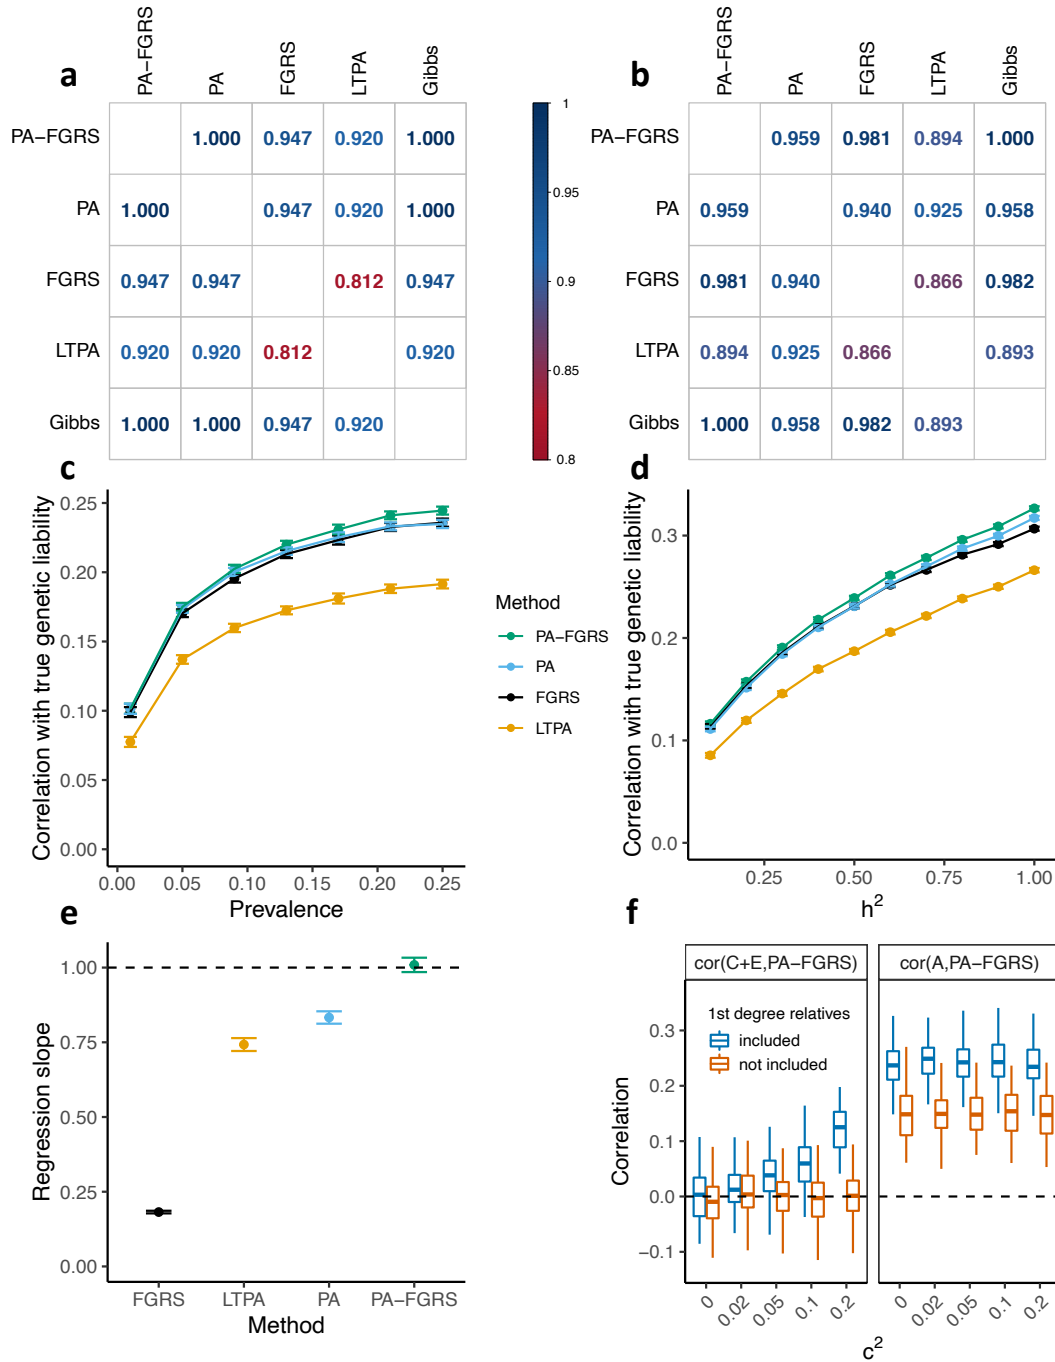 a
PA−FGRS
PA
FGRS
LTPA
Gibbs
PA−FGRS 1.000 0.947 0.920 1.000
PA 1.000 0.947 0.920 1.000
FGRS 0.947 0.947 0.812 0.947
LTPA 0.920 0.920 0.812 0.920
Gibbs 1.000 1.000 0.947 0.920
1
0.95
0.9
0.85
0.8
b
PA−FGRS
PA
FGRS
LTPA
Gibbs
PA−FGRS 0.959 0.981 0.894 1.000
PA 0.959 0.940 0.925 0.958
FGRS 0.981 0.940 0.866 0.982
LTPA 0.894 0.925 0.866 0.893
Gibbs 1.000 0.958 0.982 0.893
c
Correlation with true genetic liability
0.25
0.20
0.15
0.10
0.05
0.00
0.00 0.05 0.10 0.15 0.20 0.25
Prevalence
Method
PA−FGRS
PA
FGRS
LTPA
d
Correlation with true genetic liability
0.3
0.2
0.1
0.0
0.25 0.50 0.75 1.00
h^2
e
Regression slope
1.00
0.75
0.50
0.25
0.00
FGRS LTPA PA PA−FGRS
Method
f
cor(C+E,PA−FGRS) cor(A,PA−FGRS)
1st degree relatives
included
not included
Correlation
0.3
0.2
0.1
0.0
−0.1
0 0.02 0.05 0.1 0.2 0 0.02 0.05 0.1 0.2
c^2